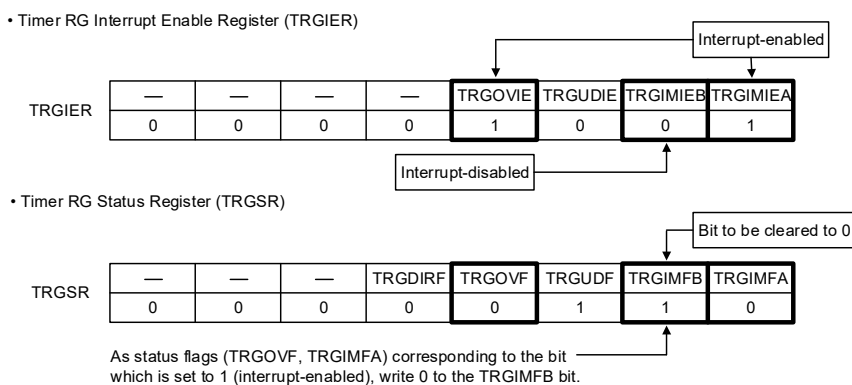 • Timer RG Interrupt Enable Register (TRGIER)
Interrupt-enabled
TRGIER
— — — — TRGOVIE TRGUDIE TRGIMIEB TRGIMIEA
0 0 0 0 1 0 0 1
Interrupt-disabled
• Timer RG Status Register (TRGSR)
Bit to be cleared to 0
TRGSR
— — — TRGDIRF TRGOVF TRGUDF TRGIMFB TRGIMFA
0 0 0 0 0 1 1 0
As status flags (TRGOVF, TRGIMFA) corresponding to the bit
which is set to 1 (interrupt-enabled), write 0 to the TRGIMFB bit.